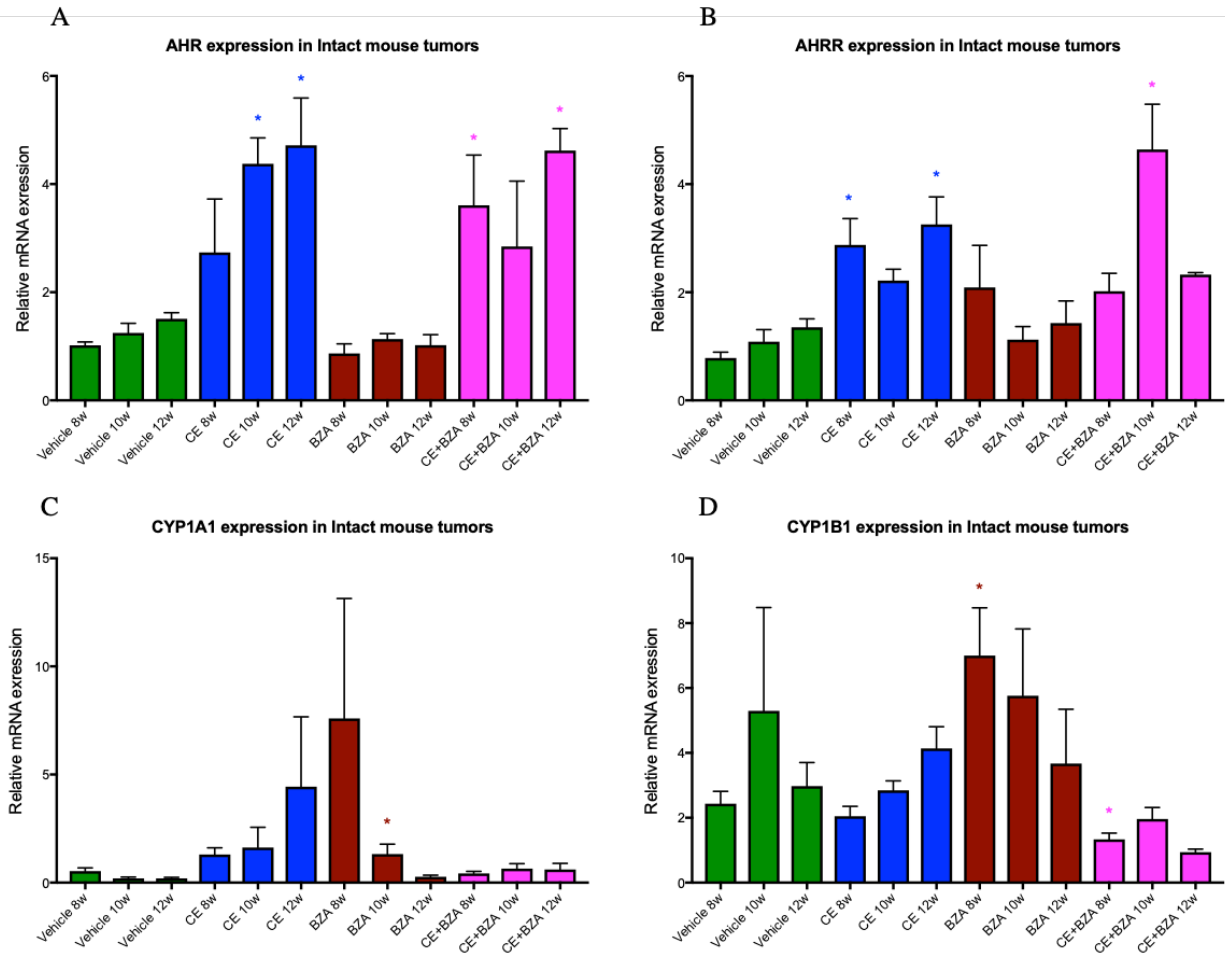 A
AHR expression in Intact mouse tumors
Relative mRNA exression
6
4
2
0
*
*
*
*
Vehicle 8w
Vehicle 10w
Vehicle 12w
CE 8w
CE 10w
CE 12w
BZA 8w
BZA 10w
BZA 12w
CE+BZA 8w
CE+BZA 10w
CE+BZA 12w
B
AHRR expression in Intact mouse tumors
Relative mRNA exression
6
4
2
0
*
*
*
Vehicle 8w
Vehicle 10w
Vehicle 12w
CE 8w
CE 10w
CE 12w
BZA 8w
BZA 10w
BZA 12w
CE+BZA 8w
CE+BZA 10w
CE+BZA 12w
C
CYP1A1 expression in Intact mouse tumors
Relative mRNA expression
15
10
5
0
*
Vehicle 8w
Vehicle 10w
Vehicle 12w
CE 8w
CE 10w
CE 12w
BZA 8w
BZA 10w
BZA 12w
CE+BZA 8w
CE+BZA 10w
CE+BZA 12w
D
CYP1B1 expression in Intact mouse tumors
Relative mRNA expression
10
8
6
4
2
0
*
*
Vehicle 8w
Vehicle 10w
Vehicle 12w
CE 8w
CE 10w
CE 12w
BZA 8w
BZA 10w
BZA 12w
CE+BZA 8w
CE+BZA 10w
CE+BZA 12w